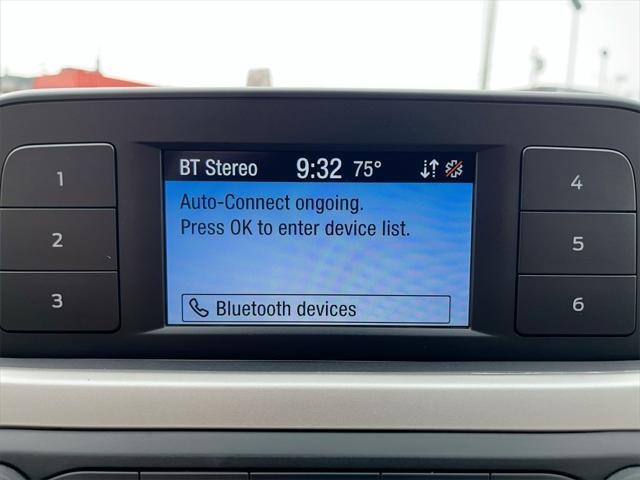 BT Stereo 9:32 75°
Auto-Connect ongoing.
Press OK to enter device list.
Bluetooth devices
1
2
3
4
5
6